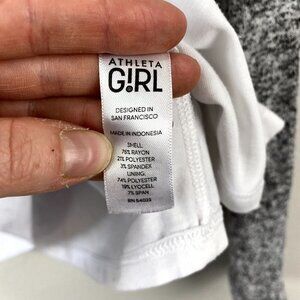 ATHLETA
G!RL
DESIGNED IN
SAN FRANCISCO
MADE IN INDONESIA
SHELL:
76% RAYON
21% POLYESTER
3% SPANDEX
LINING:
74% POLYESTER
19% LYOCELL
7% SPAN
RN 54023